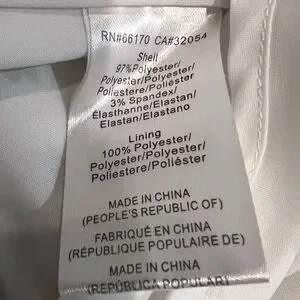 RN#66170 CA#32054
Shell
97%Polyester/
Polyester/Polyester/
Poliestere/Poliéster
3% Spandex/
Élasthanne/Elastan/
Elastan/Elastano
Lining
100% Polyester/
Polyester/Polyester/
Poliestere/Poliéster
MADE IN CHINA
(PEOPLE'S REPUBLIC OF)
FABRIQUÉ EN CHINA
(RÉPUBLIQUE POPULAIRE DE)
MADE IN CHINA
(REPÚBLICA POPULAR)